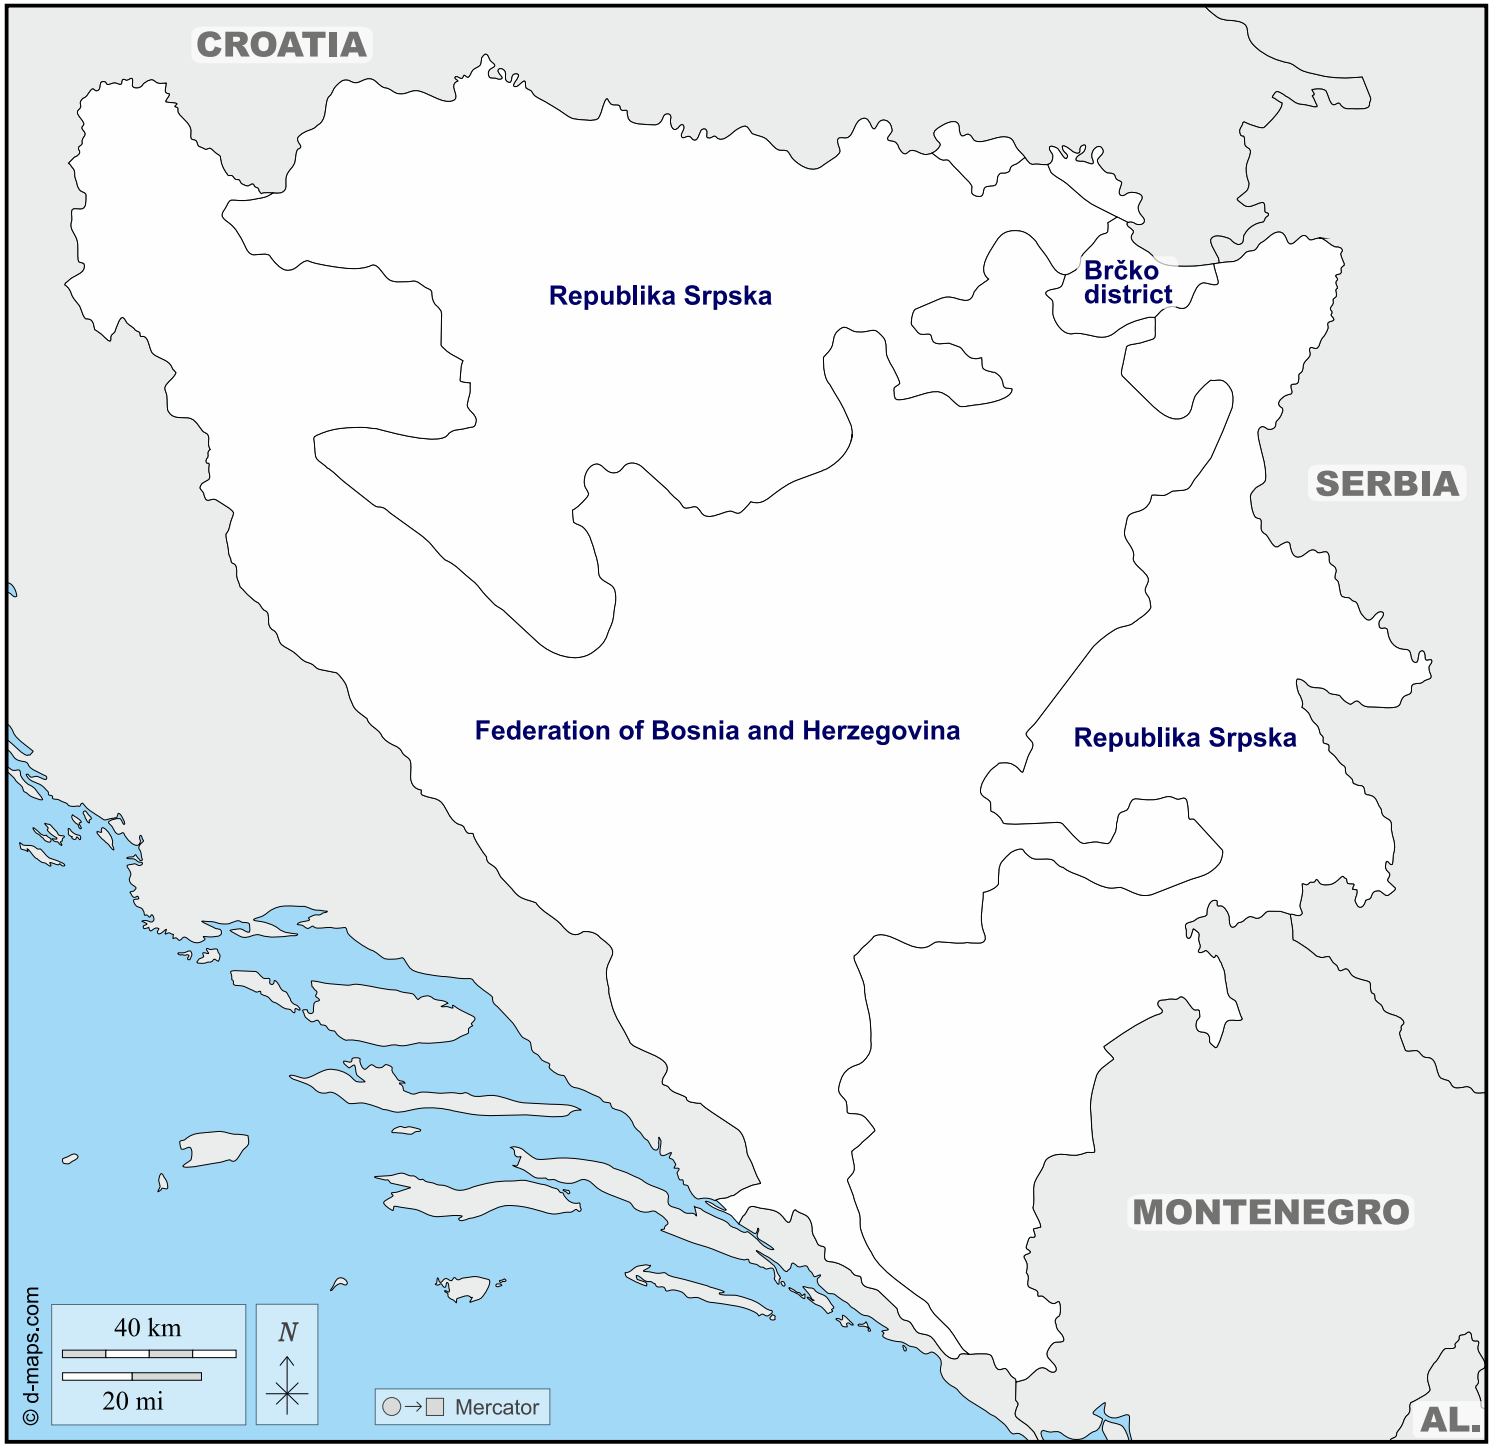 CROATIA
Brčko
district
Republika Srpska
SERBIA
Federation of Bosnia and Herzegovina
Republika Srpska
MONTENEGRO
40 km
20 mi
N
Mercator
AL.
© d-maps.com